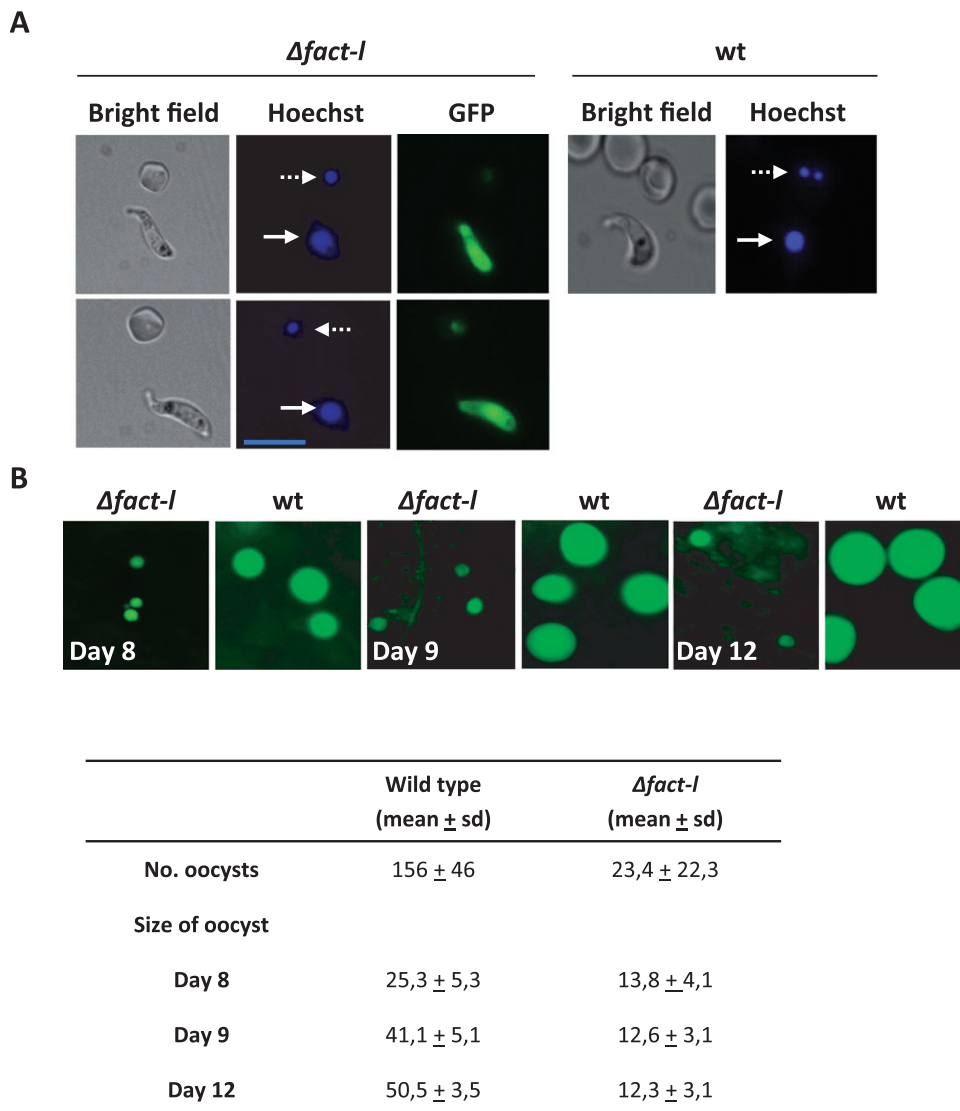 A
Δfact-l wt
Bright field Hoechst GFP Bright field Hoechst
B
Δfact-l wt Δfact-l wt Δfact-l wt
Day 8 Day 9 Day 12
Wild type Δfact-l
(mean ± sd) (mean ± sd)
No. oocysts 156 ± 46 23,4 ± 22,3
Size of oocyst
Day 8 25,3 ± 5,3 13,8 ± 4,1
Day 9 41,1 ± 5,1 12,6 ± 3,1
Day 12 50,5 ± 3,5 12,3 ± 3,1